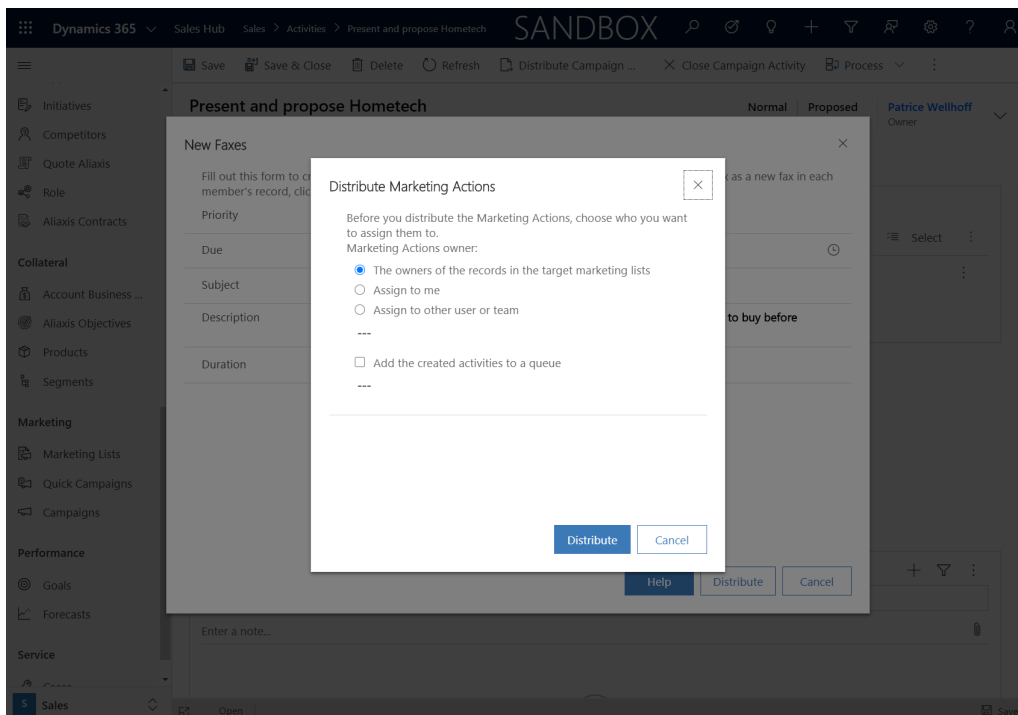 Dynamics 365
Sales Hub Sales > Activities > Present and propose Hometech
SANDBOX
Save Save & Close Delete Refresh Distribute Campaign ... Close Campaign Activity Process
Initiatives
Competitors
Quote Aliaxis
Role
Aliaxis Contracts
Collateral
Account Business ...
Aliaxis Objectives
Products
Segments
Marketing
Marketing Lists
Quick Campaigns
Campaigns
Performance
Goals
Forecasts
Service
S Sales
Present and propose Hometech
Normal Proposed Patrice Wellhoff
Owner
Select
New Faxes
Fill out this form to cr
x as a new fax in each
member's record, clic
Priority
Due
Subject
Description
to buy before
Duration
Help Distribute Cancel
Distribute Marketing Actions
Before you distribute the Marketing Actions, choose who you want
to assign them to.
Marketing Actions owner:
The owners of the records in the target marketing lists
Assign to me
Assign to other user or team
---
Add the created activities to a queue
---
Distribute Cancel
Enter a note...
Open
Save